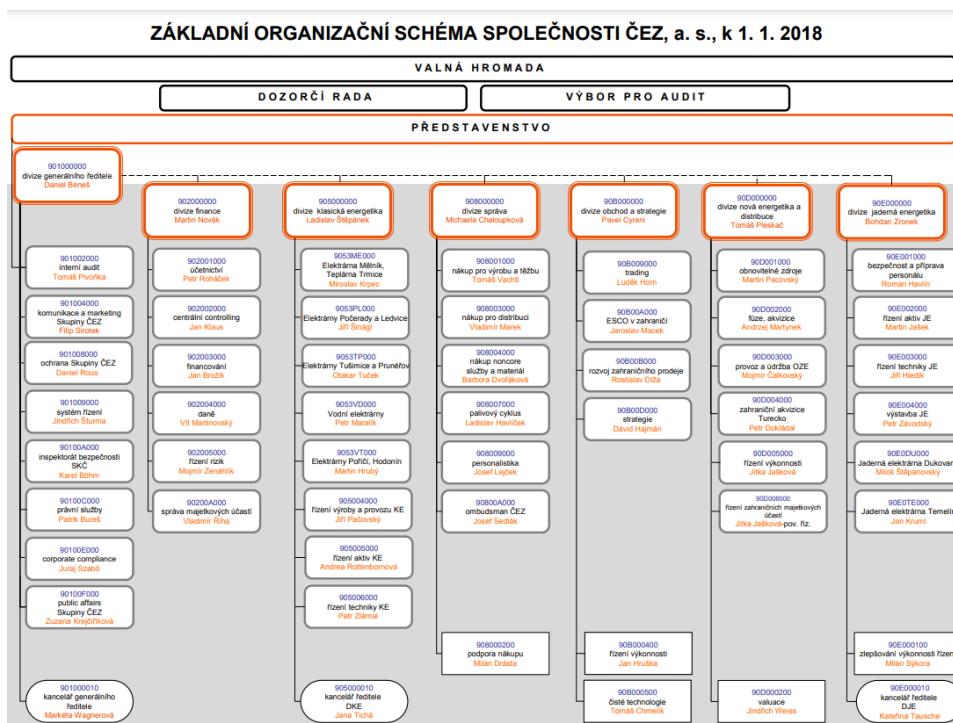 ZÁKLADNÍ ORGANIZAČNÍ SCHÉMA SPOLEČNOSTI ČEZ, a. s., k 1. 1. 2018
VALNÁ HROMADA
DOZORČÍ RADA
VÝBOR PRO AUDIT
PŘEDSTAVENSTVO
901000000
divize generálního ředitele
Daniel Beneš
902000000
divize finance
Martin Novák
905000000
divize klasická energetika
Ladislav Štěpánek
908000000
divize správa
Michaela Chaloupková
90B000000
divize obchod a strategie
Pavel Cyrani
90D000000
divize nová energetika a
distribuce
Tomáš Pleskač
90E000000
divize jaderná energetika
Bohdan Zronek
901002000
interní audit
Tomáš Pivoňka
901004000
komunikace a marketing
Skupiny ČEZ
Filip Sirotek
901008000
ochrana Skupiny ČEZ
Daniel Rous
901009000
systém řízení
Jindřich Šturma
90100A000
inspektorát bezpečnosti
SKČ
Karel Böhm
90100C000
právní služby
Patrik Bureš
90100E000
corporate compliance
Juraj Szabó
90100F000
public affairs
Skupiny ČEZ
Zuzana Krejčiříková
901000010
kancelář generálního
ředitele
Markéta Wagnerová
902001000
účetnictví
Petr Roháček
902002000
centrální controlling
Jan Klaus
902003000
financování
Jan Brožík
902004000
daně
Vít Martinovský
902005000
řízení rizik
Mojmír Zenáhlík
90200A000
správa majetkových účastí
Vladimír Říha
9053ME000
Elektrárna Mělník,
Teplárna Trmice
Miroslav Krpec
9053PL000
Elektrárny Počerady a Ledvice
Jiří Šinágl
9053TP000
Elektrárny Tušimice a Prunéřov
Otakar Tuček
9053VD000
Vodní elektrárny
Petr Maralík
9053VT000
Elektrárny Poříčí, Hodonín
Martin Hrubý
905004000
řízení výroby a provozu KE
Jiří Pačovský
905005000
řízení aktiv KE
Andrea Rottenbornová
905006000
řízení techniky KE
Petr Zlámal
905000010
kancelář ředitele
DKE
Jana Tichá
908001000
nákup pro výrobu a těžbu
Tomáš Vachtl
908003000
nákup pro distribuci
Vladimír Marek
908004000
nákup noncore
služby a materiál
Barbora Dvořáková
908007000
palivový cyklus
Ladislav Havlíček
908009000
personalistika
Josef Lejček
90800A000
ombudsman ČEZ
Josef Sedlák
908000200
podpora nákupu
Milan Drásta
90B009000
trading
Luděk Horn
90B00A000
ESCO v zahraničí
Jaroslav Macek
90B00B000
rozvoj zahraničního prodeje
Rostislav Díža
90B00D000
strategie
Dávid Hajmán
90B000400
řízení výkonnosti
Jan Hruška
90B000500
čisté technologie
Tomáš Chmelík
90D001000
obnovitelné zdroje
Martin Pacovský
90D002000
fúze, akvizice
Andrzej Martynek
90D003000
provoz a údržba OZE
Mojmír Čalkovský
90D004000
zahraniční akvizice
Turecko
Petr Dokládal
90D005000
řízení výkonnosti
Jitka Jašková
90D006000
řízení zahraničních majetkových
účastí
Jitka Jašková-pov. říz.
90D000200
valuace
Jindřich Weiss
90E001000
bezpečnost a příprava
personálu
Roman Havlín
90E002000
řízení aktiv JE
Martin Jašek
90E003000
řízení techniky JE
Jiří Hledík
90E004000
výstavba JE
Petr Závodský
90E0DU000
Jaderná elektrárna Dukovan
Miloš Štěpanovský
90E0TE000
Jaderná elektrárna Temelín
Jan Kruml
90E000100
zlepšování výkonnosti řízen
Milan Sýkora
90E000010
kancelář ředitele
DJE
Kateřina Tausche